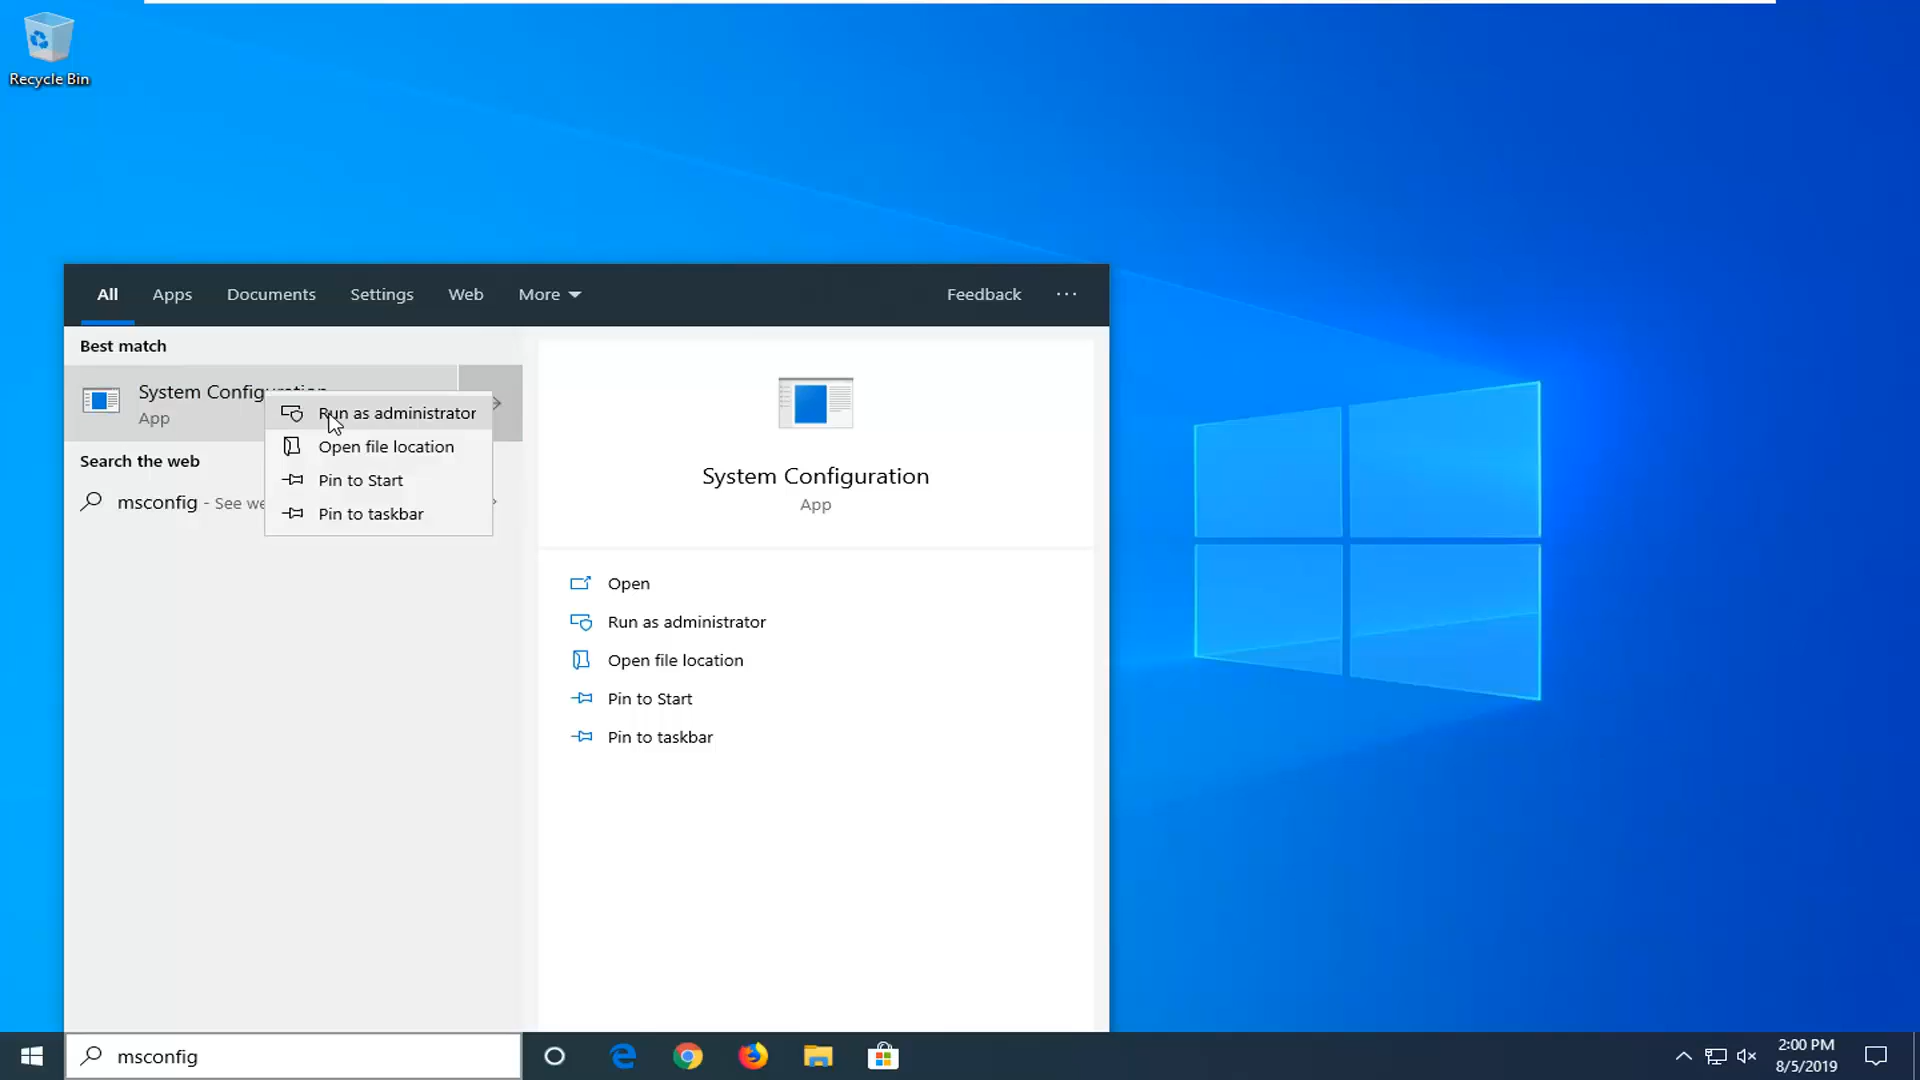 Recycle Bin
All Apps Documents Settings Web More Feedback ...
Best match
System Configuration
App
Run as administrator
Open file location
Pin to Start
Pin to taskbar
Search the web
msconfig - See we
System Configuration
App
Open
Run as administrator
Open file location
Pin to Start
Pin to taskbar
msconfig
2:00 PM
8/5/2019